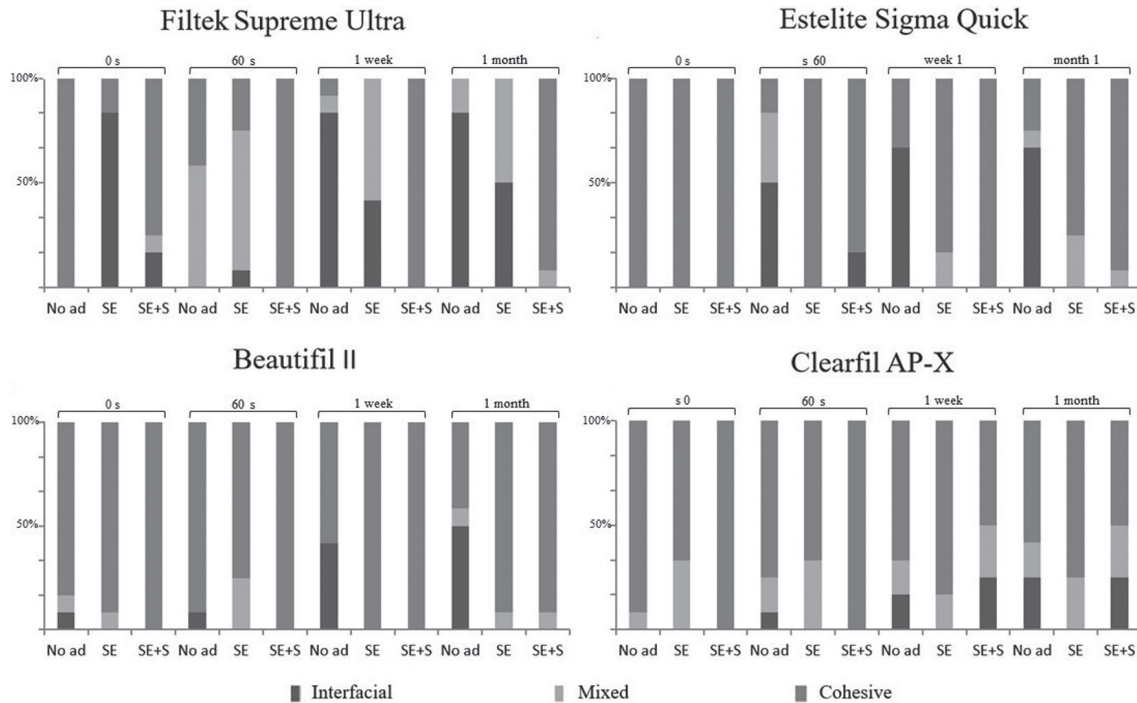 Filtek Supreme Ultra
0 s 60 s 1 week 1 month
100%
50%
No ad SE SE+S No ad SE SE+S No ad SE SE+S No ad SE SE+S
Estelite Sigma Quick
0 s s 60 week 1 month 1
100%
50%
No ad SE SE+S No ad SE SE+S No ad SE SE+S No ad SE SE+S
Beautifil II
0 s 60 s 1 week 1 month
100%
50%
No ad SE SE+S No ad SE SE+S No ad SE SE+S No ad SE SE+S
Clearfil AP-X
s 0 60 s 1 week 1 month
100%
50%
No ad SE SE+S No ad SE SE+S No ad SE SE+S No ad SE SE+S
Interfacial Mixed Cohesive